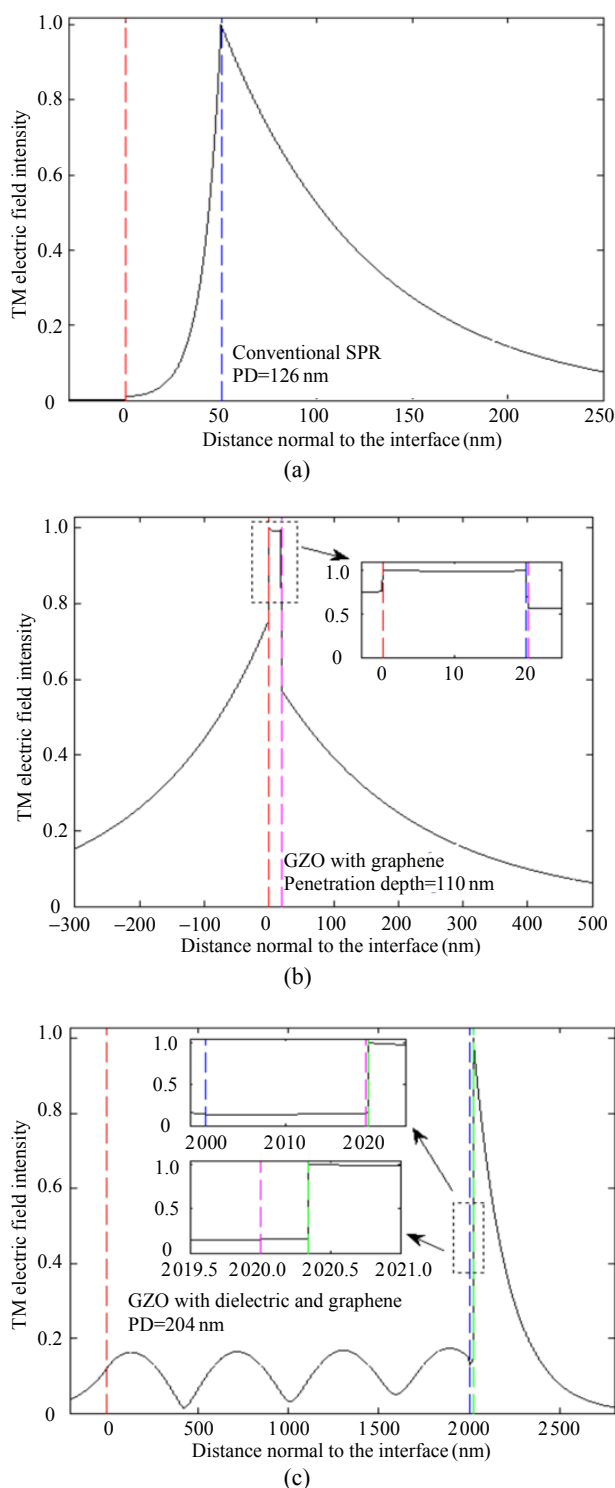 1.0
0.8
0.6
0.4
0.2
0
TM electric field intensity
Conventional SPR
PD=126 nm
0 50 100 150 200 250
Distance normal to the interface (nm)
(a)
1.0
0.8
0.6
0.4
0.2
0
TM electric field intensity
1.0
0.5
0
0 10 20
GZO with graphene
Penetration depth=110 nm
−300 −200 −100 0 100 200 300 400 500
Distance normal to the interface (nm)
(b)
1.0
0.8
0.6
0.4
0.2
0
TM electric field intensity
1.0
0.5
0
2000 2010 2020
1.0
0.5
0
2019.5 2020.0 2020.5 2021.0
GZO with dielectric and graphene
PD=204 nm
0 500 1000 1500 2000 2500
Distance normal to the interface (nm)
(c)